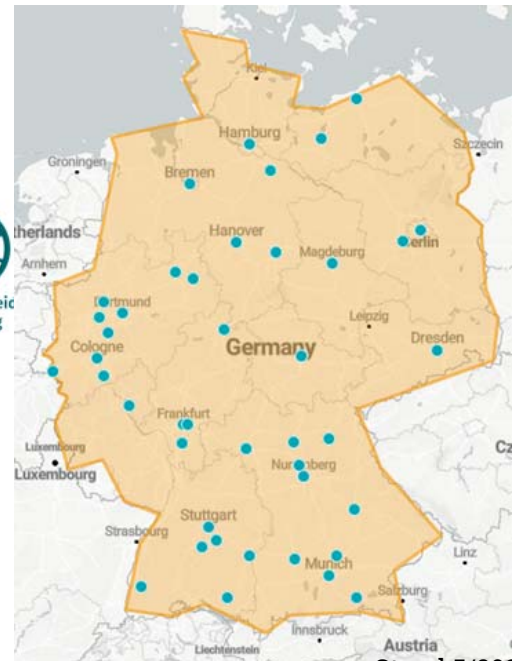 Kiel
Hamburg
Szczecin
Groningen
Bremen
therlands
Hanover
Berlin
Magdeburg
Arnhem
Dortmund
Leipzig
Dresden
Cologne
Germany
Frankfurt
Luxembourg
Nuremberg
Luxembourg
Cz
Stuttgart
Strasbourg
Linz
Munich
Salzburg
Innsbruck
Liechtenstein
Austria